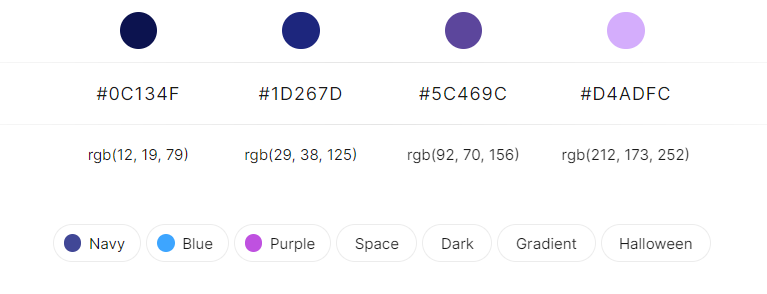 #0C134F #1D267D #5C469C #D4ADFC
rgb(12, 19, 79) rgb(29, 38, 125) rgb(92, 70, 156) rgb(212, 173, 252)
Navy Blue Purple Space Dark Gradient Halloween